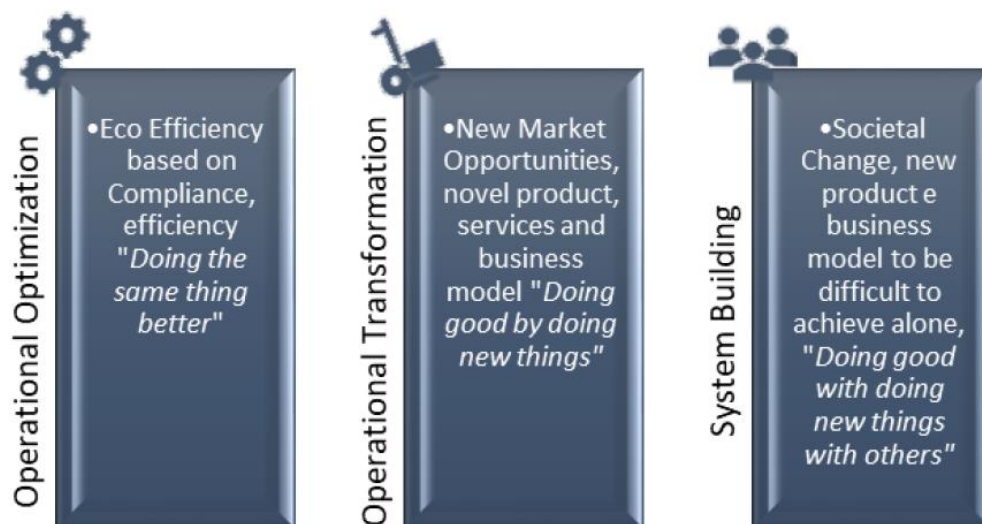 Operational Optimization
•Eco Efficiency
based on
Compliance,
efficiency
"Doing the
same thing
better"
Operational Transformation
•New Market
Opportunities,
novel product,
services and
business
model "Doing
good by doing
new things"
System Building
•Societal
Change, new
product e
business
model to be
difficult to
achieve alone,
"Doing good
with doing
new things
with others"